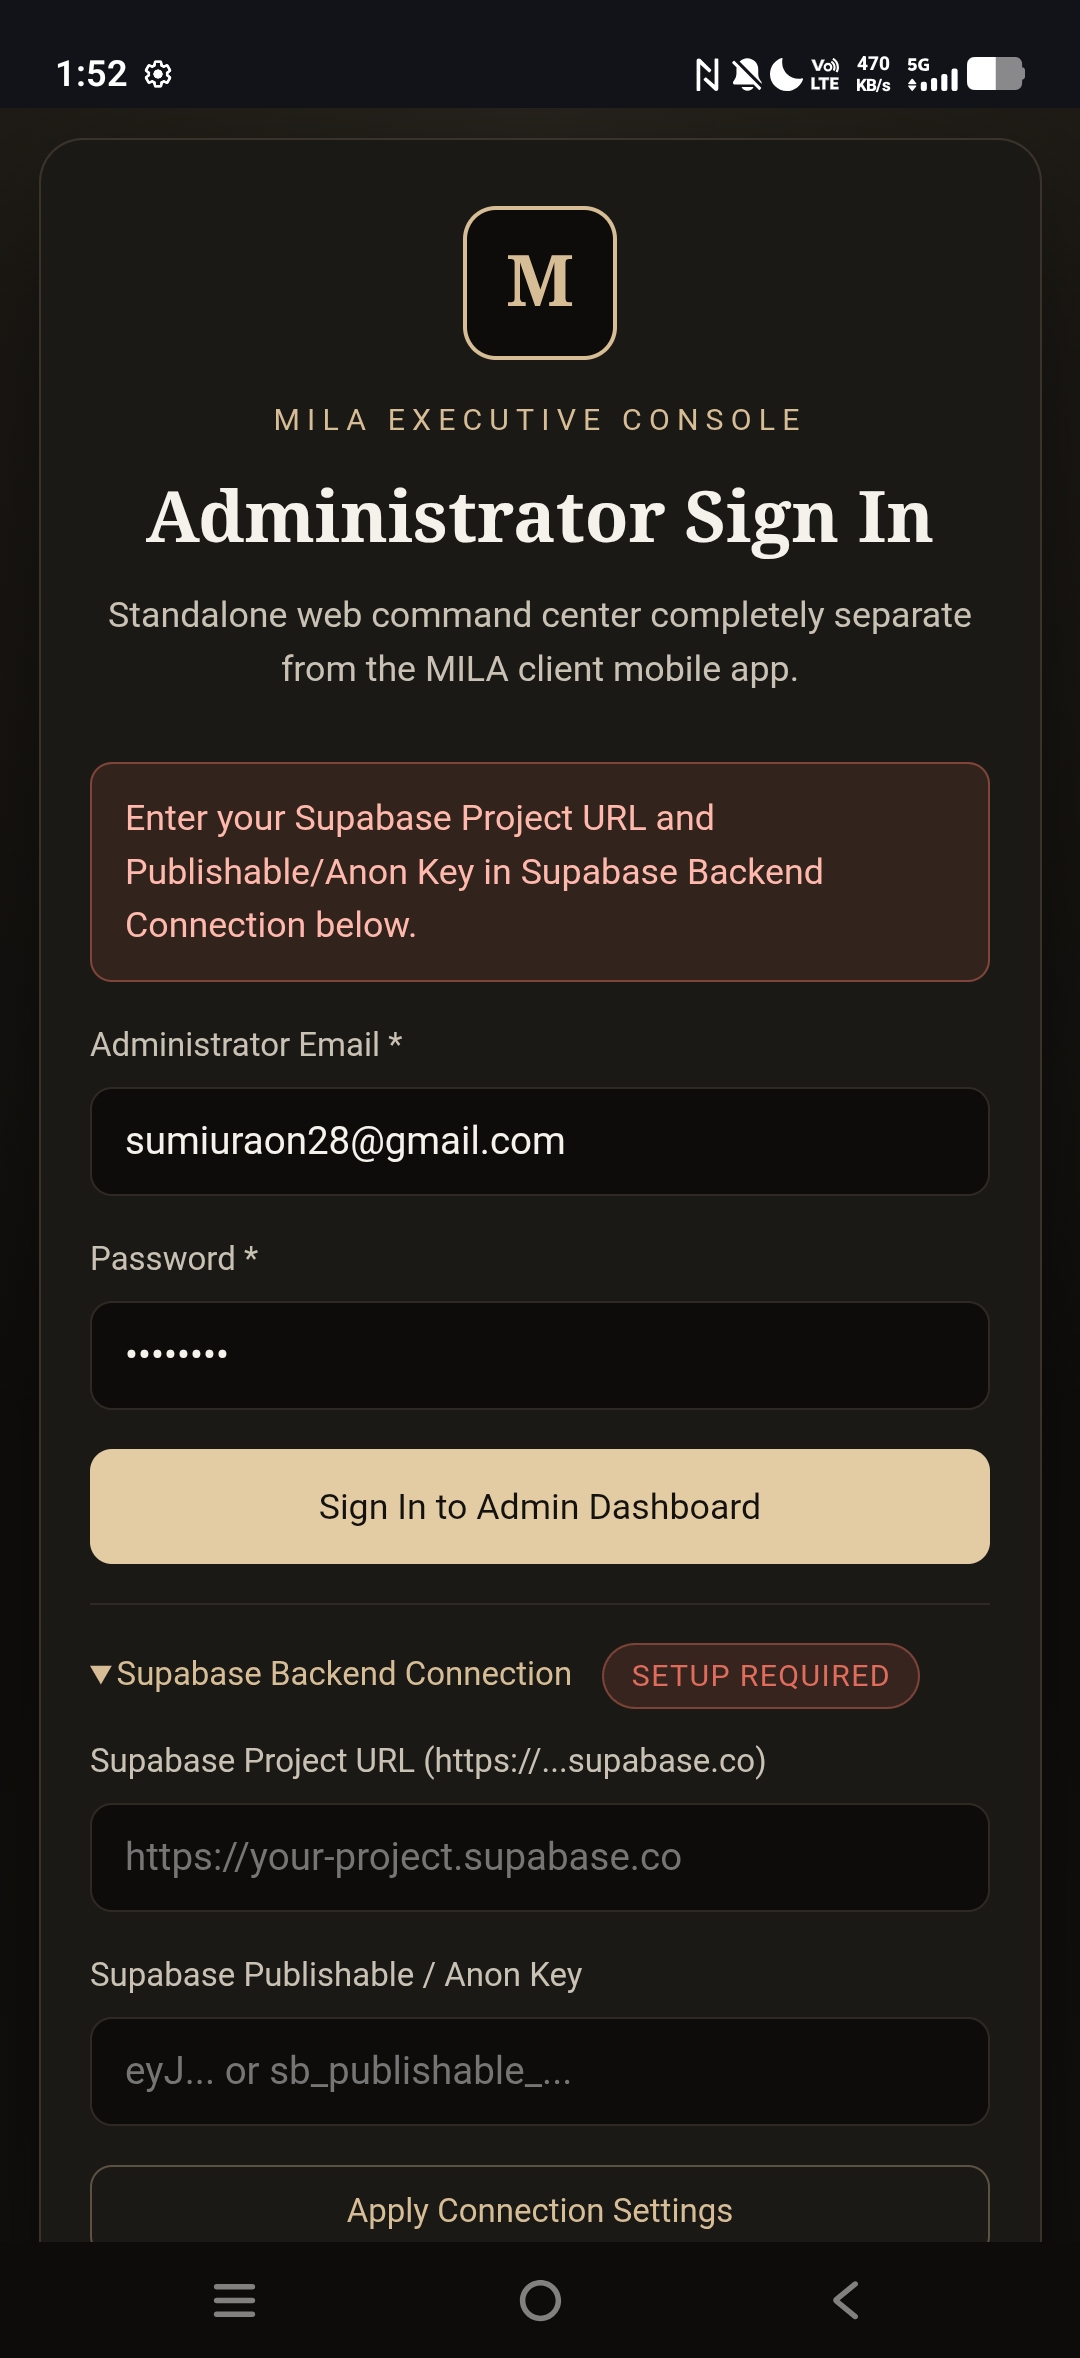 1:52
Vo)) LTE
470 KB/s
5G
M
MILA EXECUTIVE CONSOLE
Administrator Sign In
Standalone web command center completely separate
from the MILA client mobile app.
Enter your Supabase Project URL and
Publishable/Anon Key in Supabase Backend
Connection below.
Administrator Email *
sumiuraon28@gmail.com
Password *
••••••••
Sign In to Admin Dashboard
▼Supabase Backend Connection
SETUP REQUIRED
Supabase Project URL (https://...supabase.co)
https://your-project.supabase.co
Supabase Publishable / Anon Key
eyJ... or sb_publishable_...
Apply Connection Settings